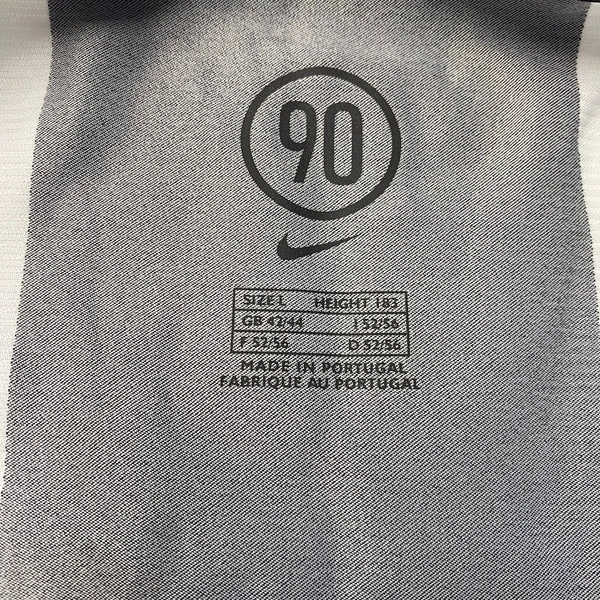 90
SIZE L HEIGHT 183
GB 42/44 I 52/56
F 52/56 D 52/56
MADE IN PORTUGAL
FABRIQUE AU PORTUGAL